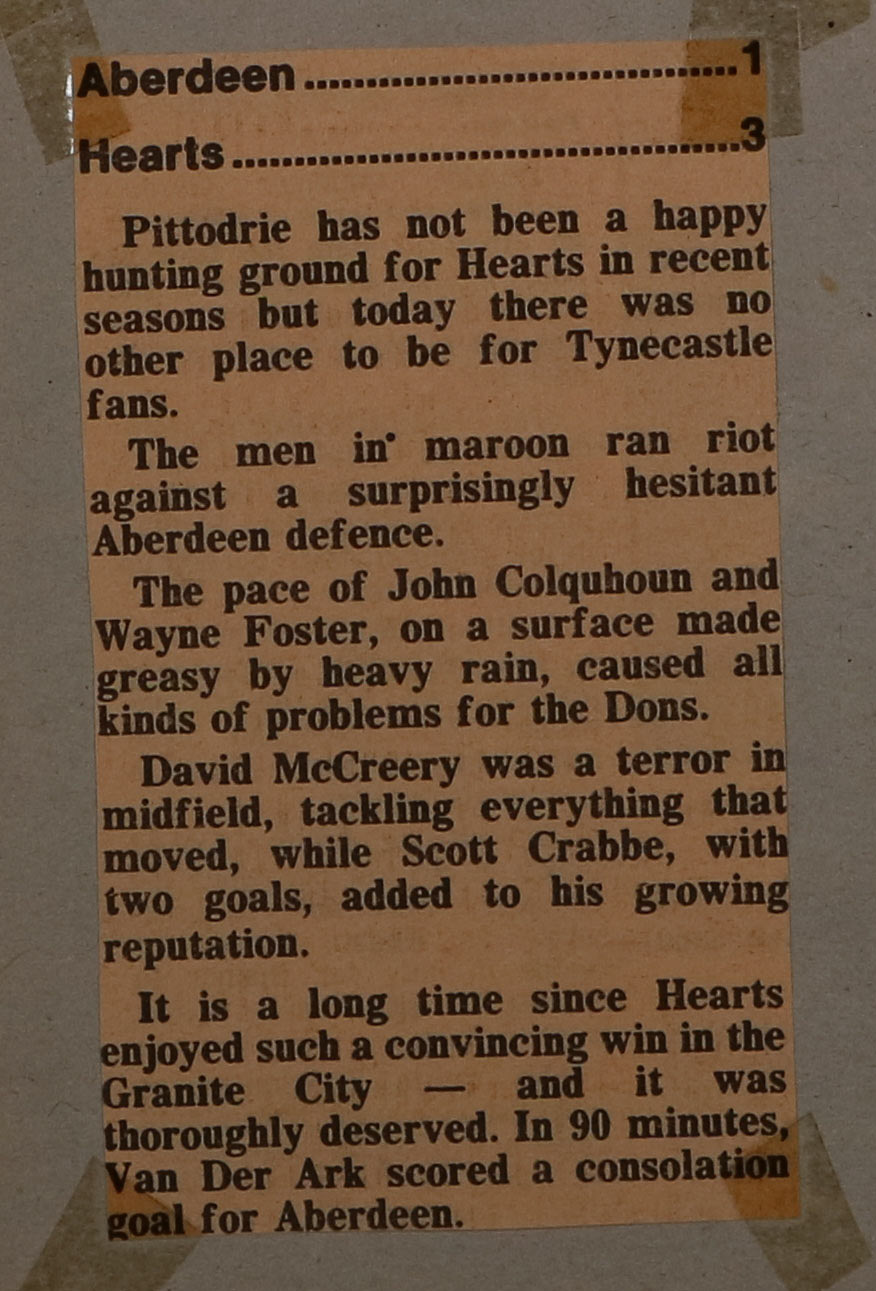 Aberdeen.................................1
Hearts.......................................3
Pittodrie has not been a happy
hunting ground for Hearts in recent
seasons but today there was no
other place to be for Tynecastle
fans.
The men in maroon ran riot
against a surprisingly hesitant
Aberdeen defence.
The pace of John Colquhoun and
Wayne Foster, on a surface made
greasy by heavy rain, caused all
kinds of problems for the Dons.
David McCreery was a terror in
midfield, tackling everything that
moved, while Scott Crabbe, with
two goals, added to his growing
reputation.
It is a long time since Hearts
enjoyed such a convincing win in the
Granite City — and it was
thoroughly deserved. In 90 minutes,
Van Der Ark scored a consolation
goal for Aberdeen.